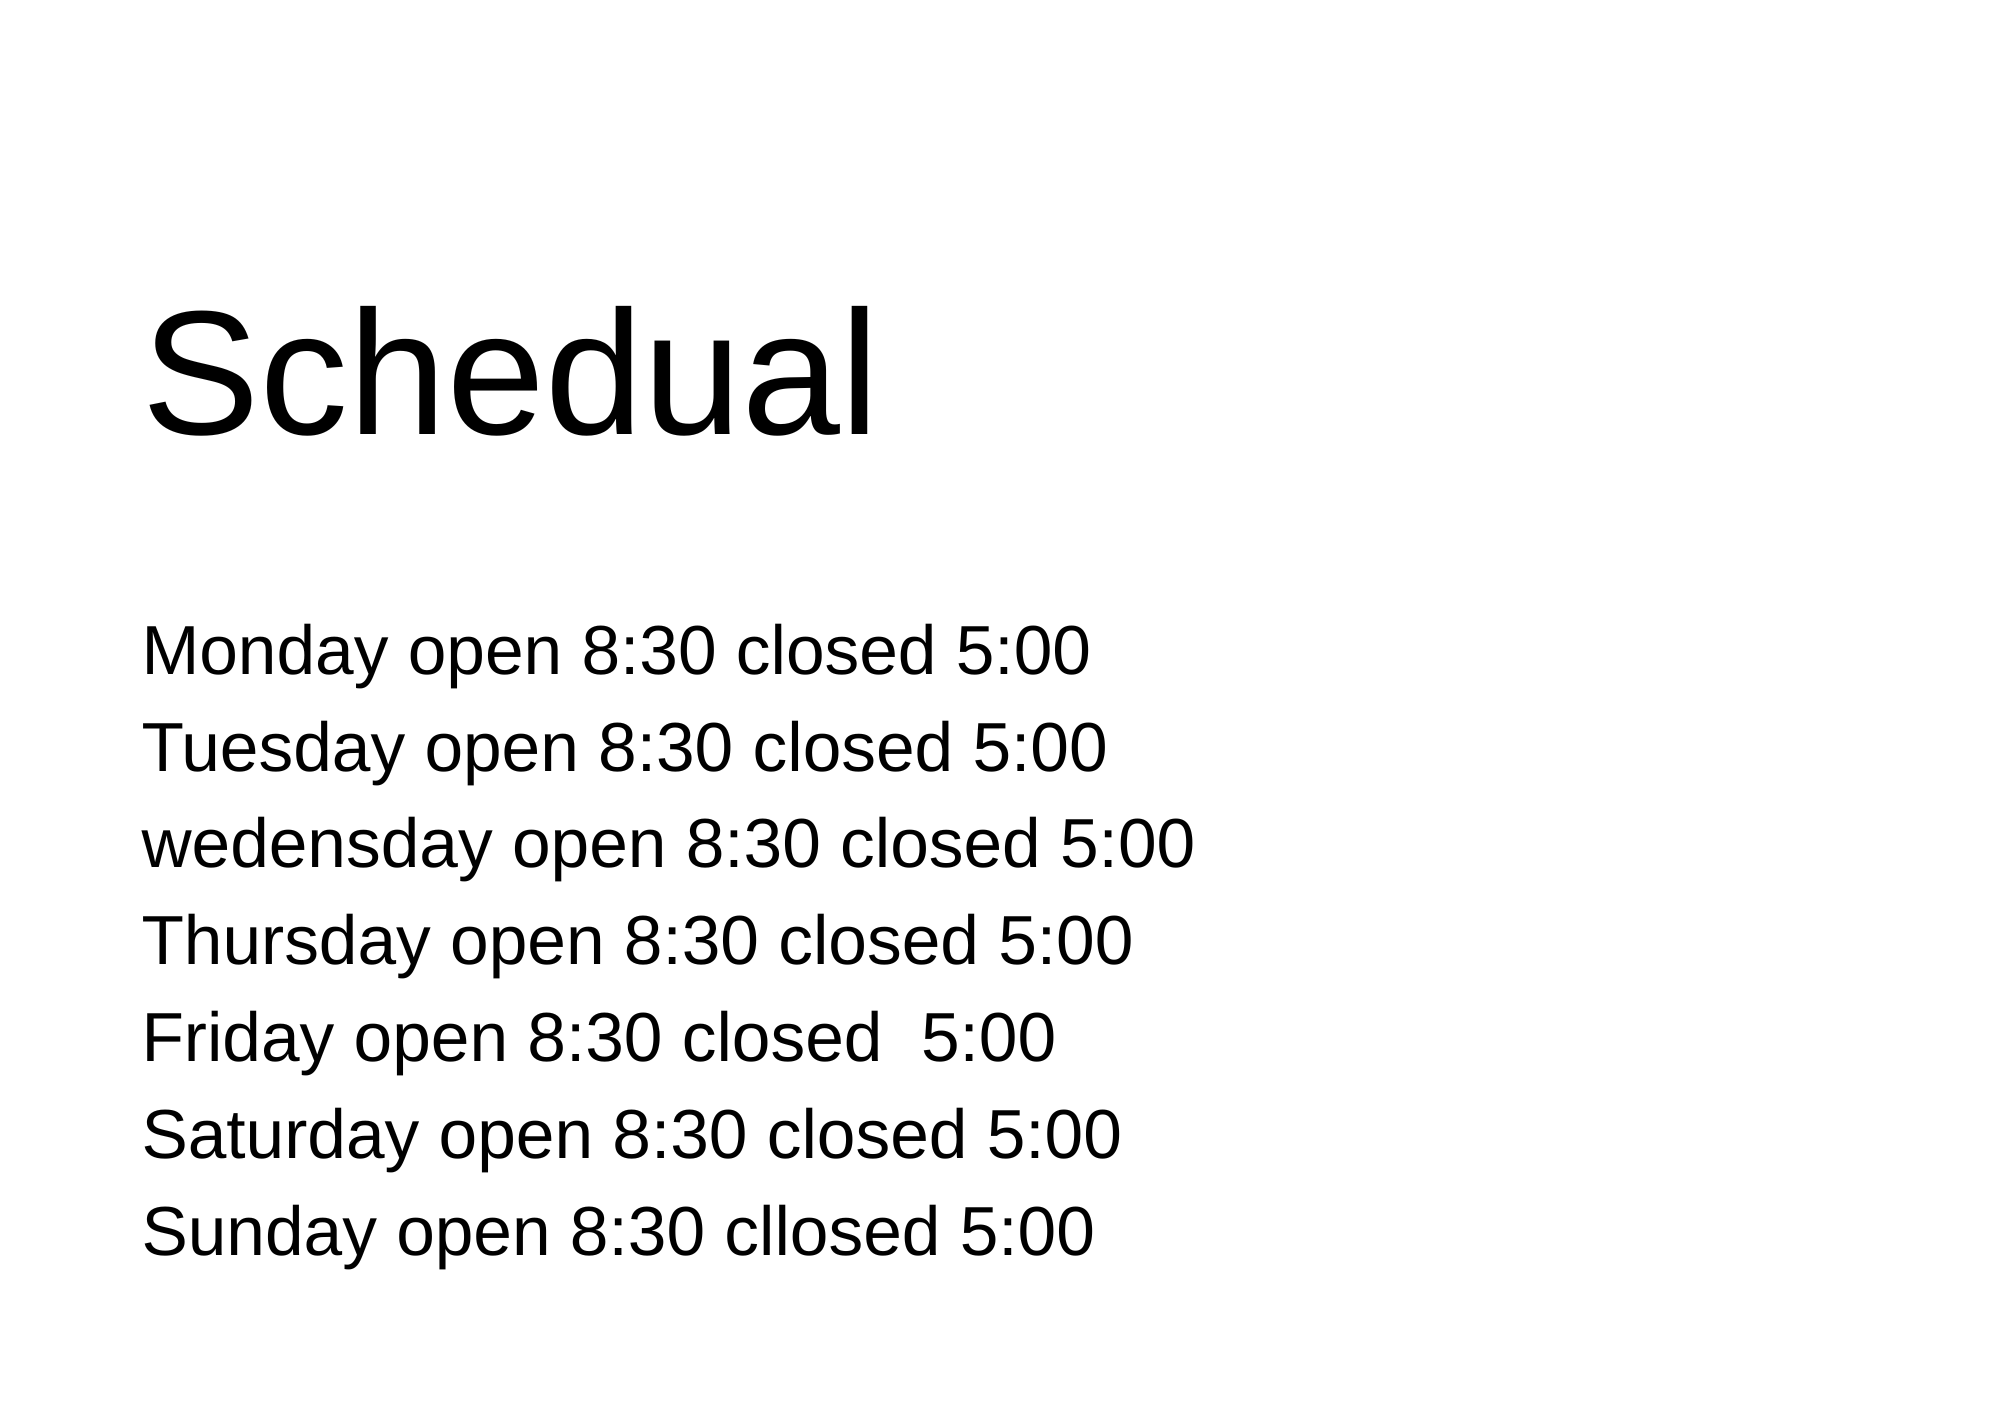 Schedual
Monday open 8:30 closed 5:00
Tuesday open 8:30 closed 5:00
wedensday open 8:30 closed 5:00
Thursday open 8:30 closed 5:00
Friday open 8:30 closed  5:00
Saturday open 8:30 closed 5:00
Sunday open 8:30 cllosed 5:00